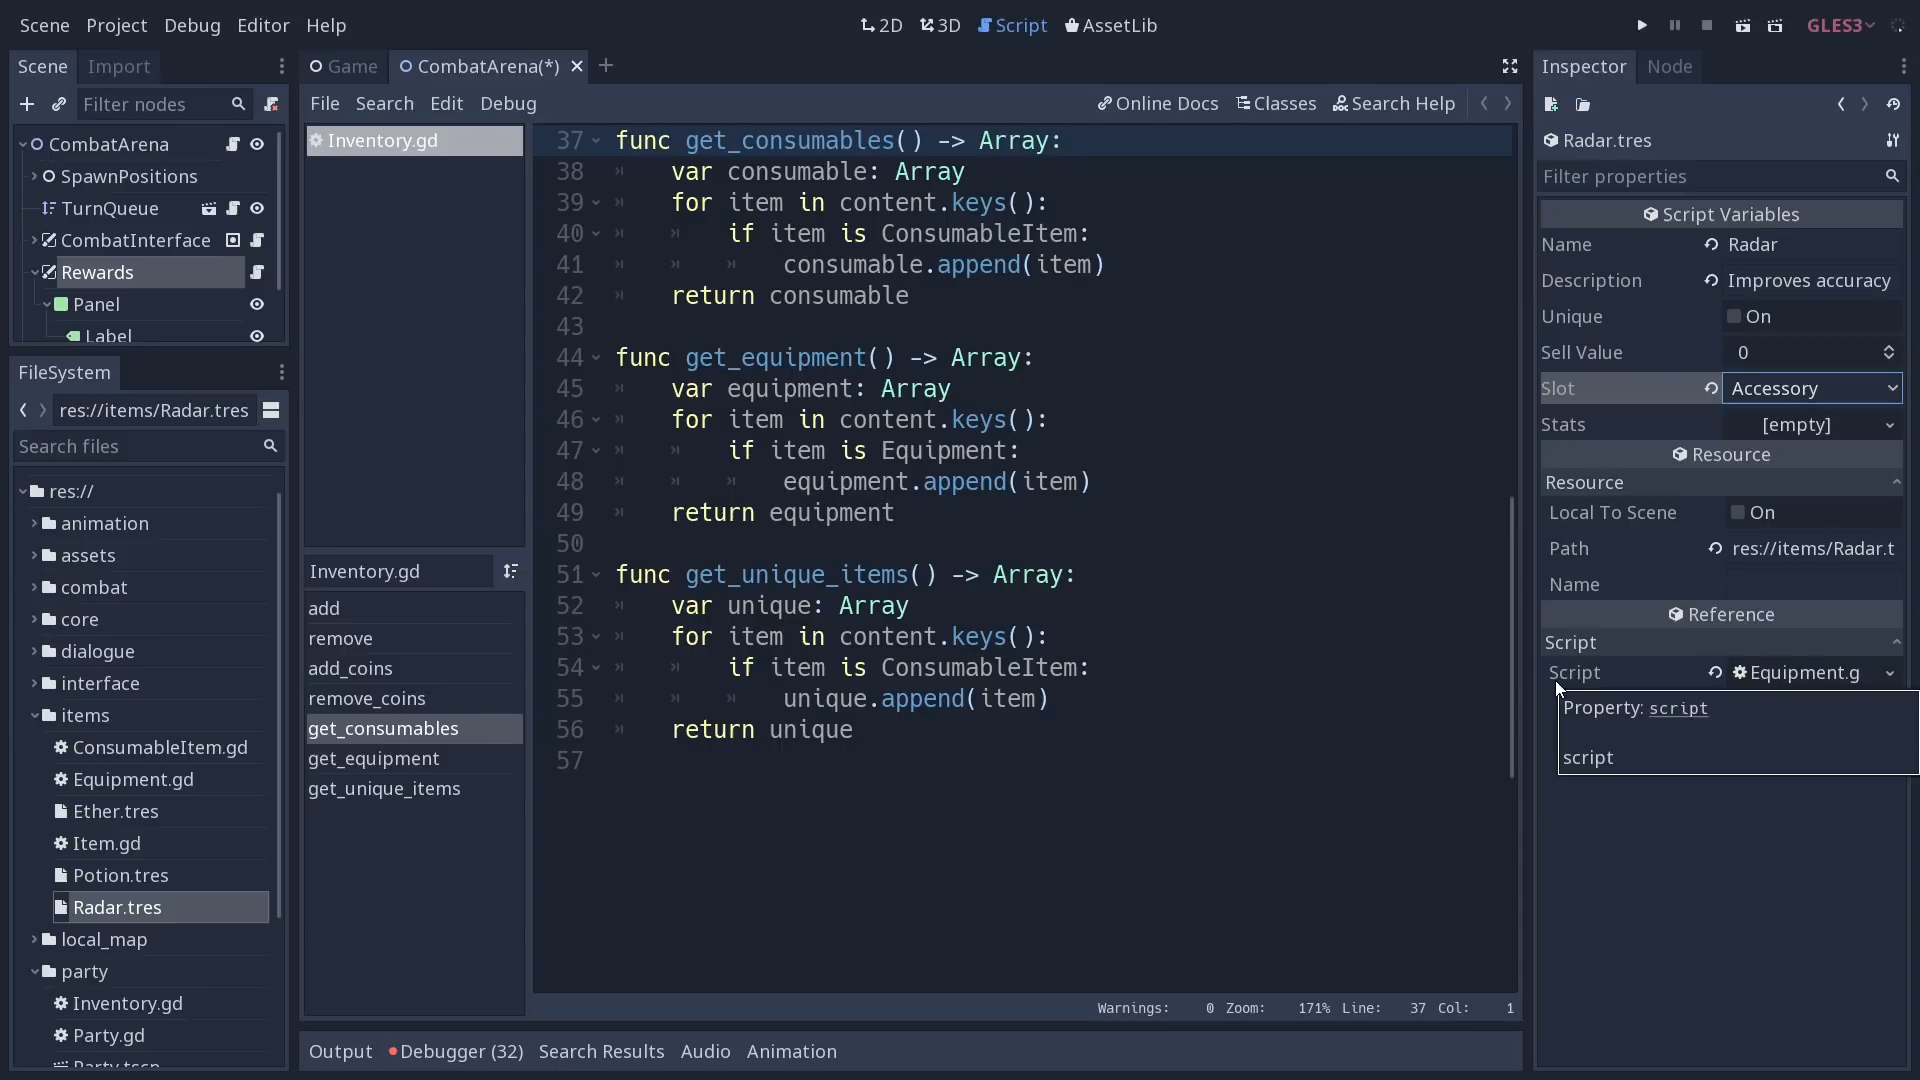 Scene Project Debug Editor Help
2D 3D Script AssetLib
GLES3
Scene Import
Filter nodes
CombatArena
SpawnPositions
TurnQueue
CombatInterface
Rewards
Panel
Label
FileSystem
res://items/Radar.tres
Search files
res://
animation
assets
combat
core
dialogue
interface
items
ConsumableItem.gd
Equipment.gd
Ether.tres
Item.gd
Potion.tres
Radar.tres
local_map
party
Inventory.gd
Party.gd
Party.tscn
Game CombatArena(*)
File Search Edit Debug
Online Docs Classes Search Help
Inventory.gd
Inventory.gd
add
remove
add_coins
remove_coins
get_consumables
get_equipment
get_unique_items
37 func get_consumables() -> Array:
38 var consumable: Array
39 for item in content.keys():
40 if item is ConsumableItem:
41 consumable.append(item)
42 return consumable
43
44 func get_equipment() -> Array:
45 var equipment: Array
46 for item in content.keys():
47 if item is Equipment:
48 equipment.append(item)
49 return equipment
50
51 func get_unique_items() -> Array:
52 var unique: Array
53 for item in content.keys():
54 if item is ConsumableItem:
55 unique.append(item)
56 return unique
57
Warnings: 0 Zoom: 171% Line: 37 Col: 1
Output Debugger (32) Search Results Audio Animation
Inspector Node
Radar.tres
Filter properties
Script Variables
Name Radar
Description Improves accuracy
Unique On
Sell Value 0
Slot Accessory
Stats [empty]
Resource
Resource
Local To Scene On
Path res://items/Radar.t
Name
Reference
Script
Script Equipment.g
Property: script
script